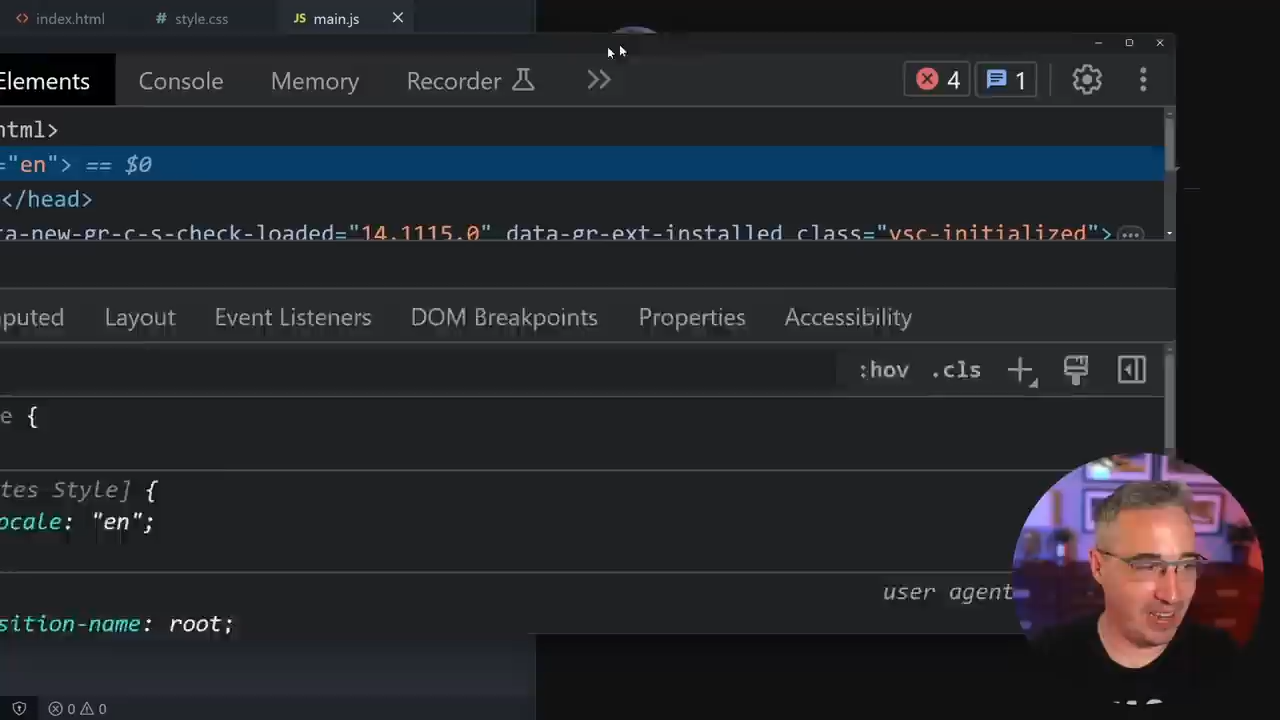 index.html
# style.css
JS main.js
Elements
Console
Memory
Recorder
4
1
html>
="en"> == $0
</head>
ta-new-gr-c-s-check-loaded="14.1115.0" data-gr-ext-installed class="vsc-initialized">
mputed
Layout
Event Listeners
DOM Breakpoints
Properties
Accessibility
:hov
.cls
e {
tes Style] {
ocale: "en";
user agent
sition-name: root;
0
0